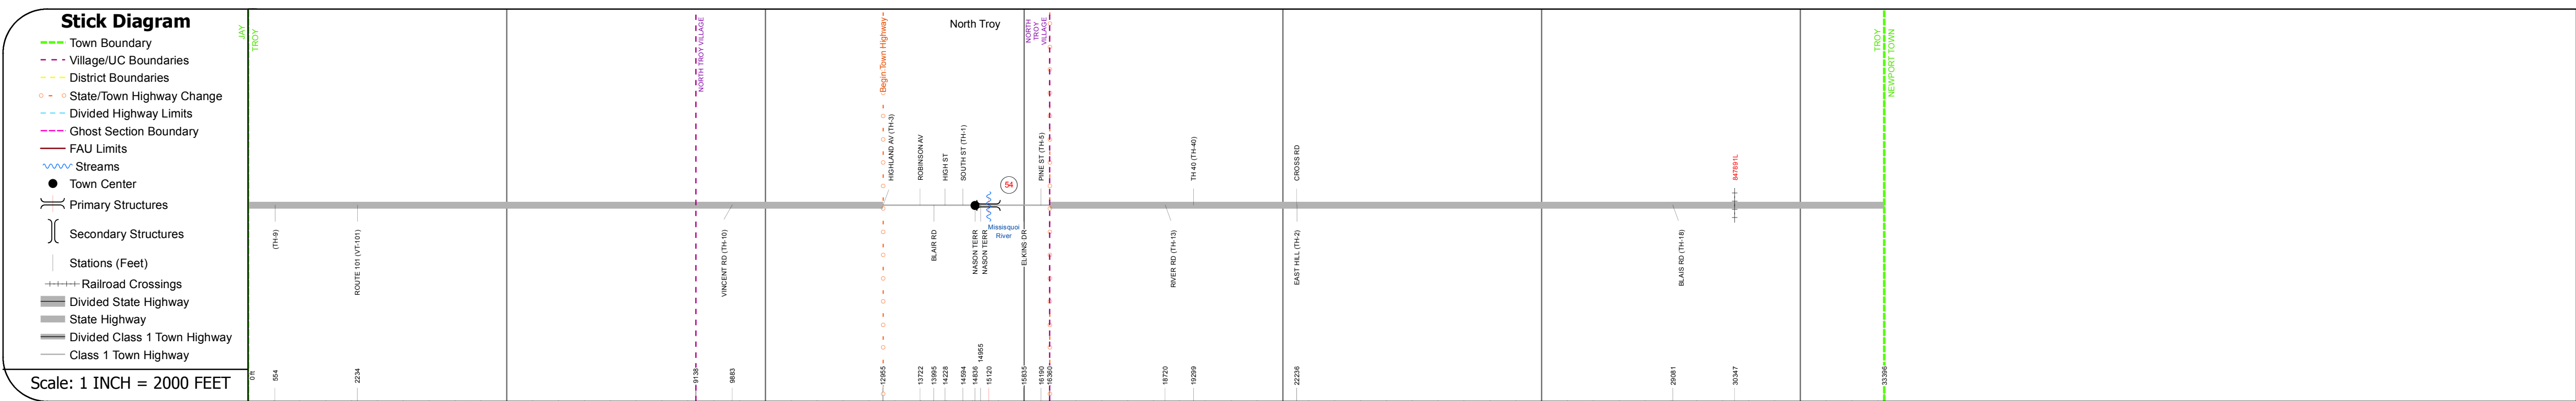 Stick Diagram
Town Boundary
Village/UC Boundaries
District Boundaries
State/Town Highway Change
Divided Highway Limits
Ghost Section Boundary
FAU Limits
Streams
Town Center
Primary Structures
Secondary Structures
Stations (Feet)
Railroad Crossings
Divided State Highway
State Highway
Divided Class 1 Town Highway
Class 1 Town Highway
Scale: 1 INCH = 2000 FEET
JAY
TROY
NORTH TROY VILLAGE
Begin Town Highway
North Troy
NORTH
TROY
VILLAGE
TROY
NEWPORT TOWN
HIGHLAND AV (TH-3)
ROBINSON AV
HIGH ST
SOUTH ST (TH-1)
54
PINE ST (TH-5)
TH 40 (TH-40)
CROSS RD
847891L
(TH-9)
ROUTE 101 (VT-101)
VINCENT RD (TH-10)
BLAIR RD
NASON TERR
NASON TERR
Missisquoi
River
ELKINS DR
RIVER RD (TH-13)
EAST HILL (TH-2)
BLAIS RD (TH-18)
0 ft
554
2234
9138
9883
12955
13722
13995
14228
14594
14836
14955
15120
15835
16190
16360
18720
19299
22236
29081
30347
33396